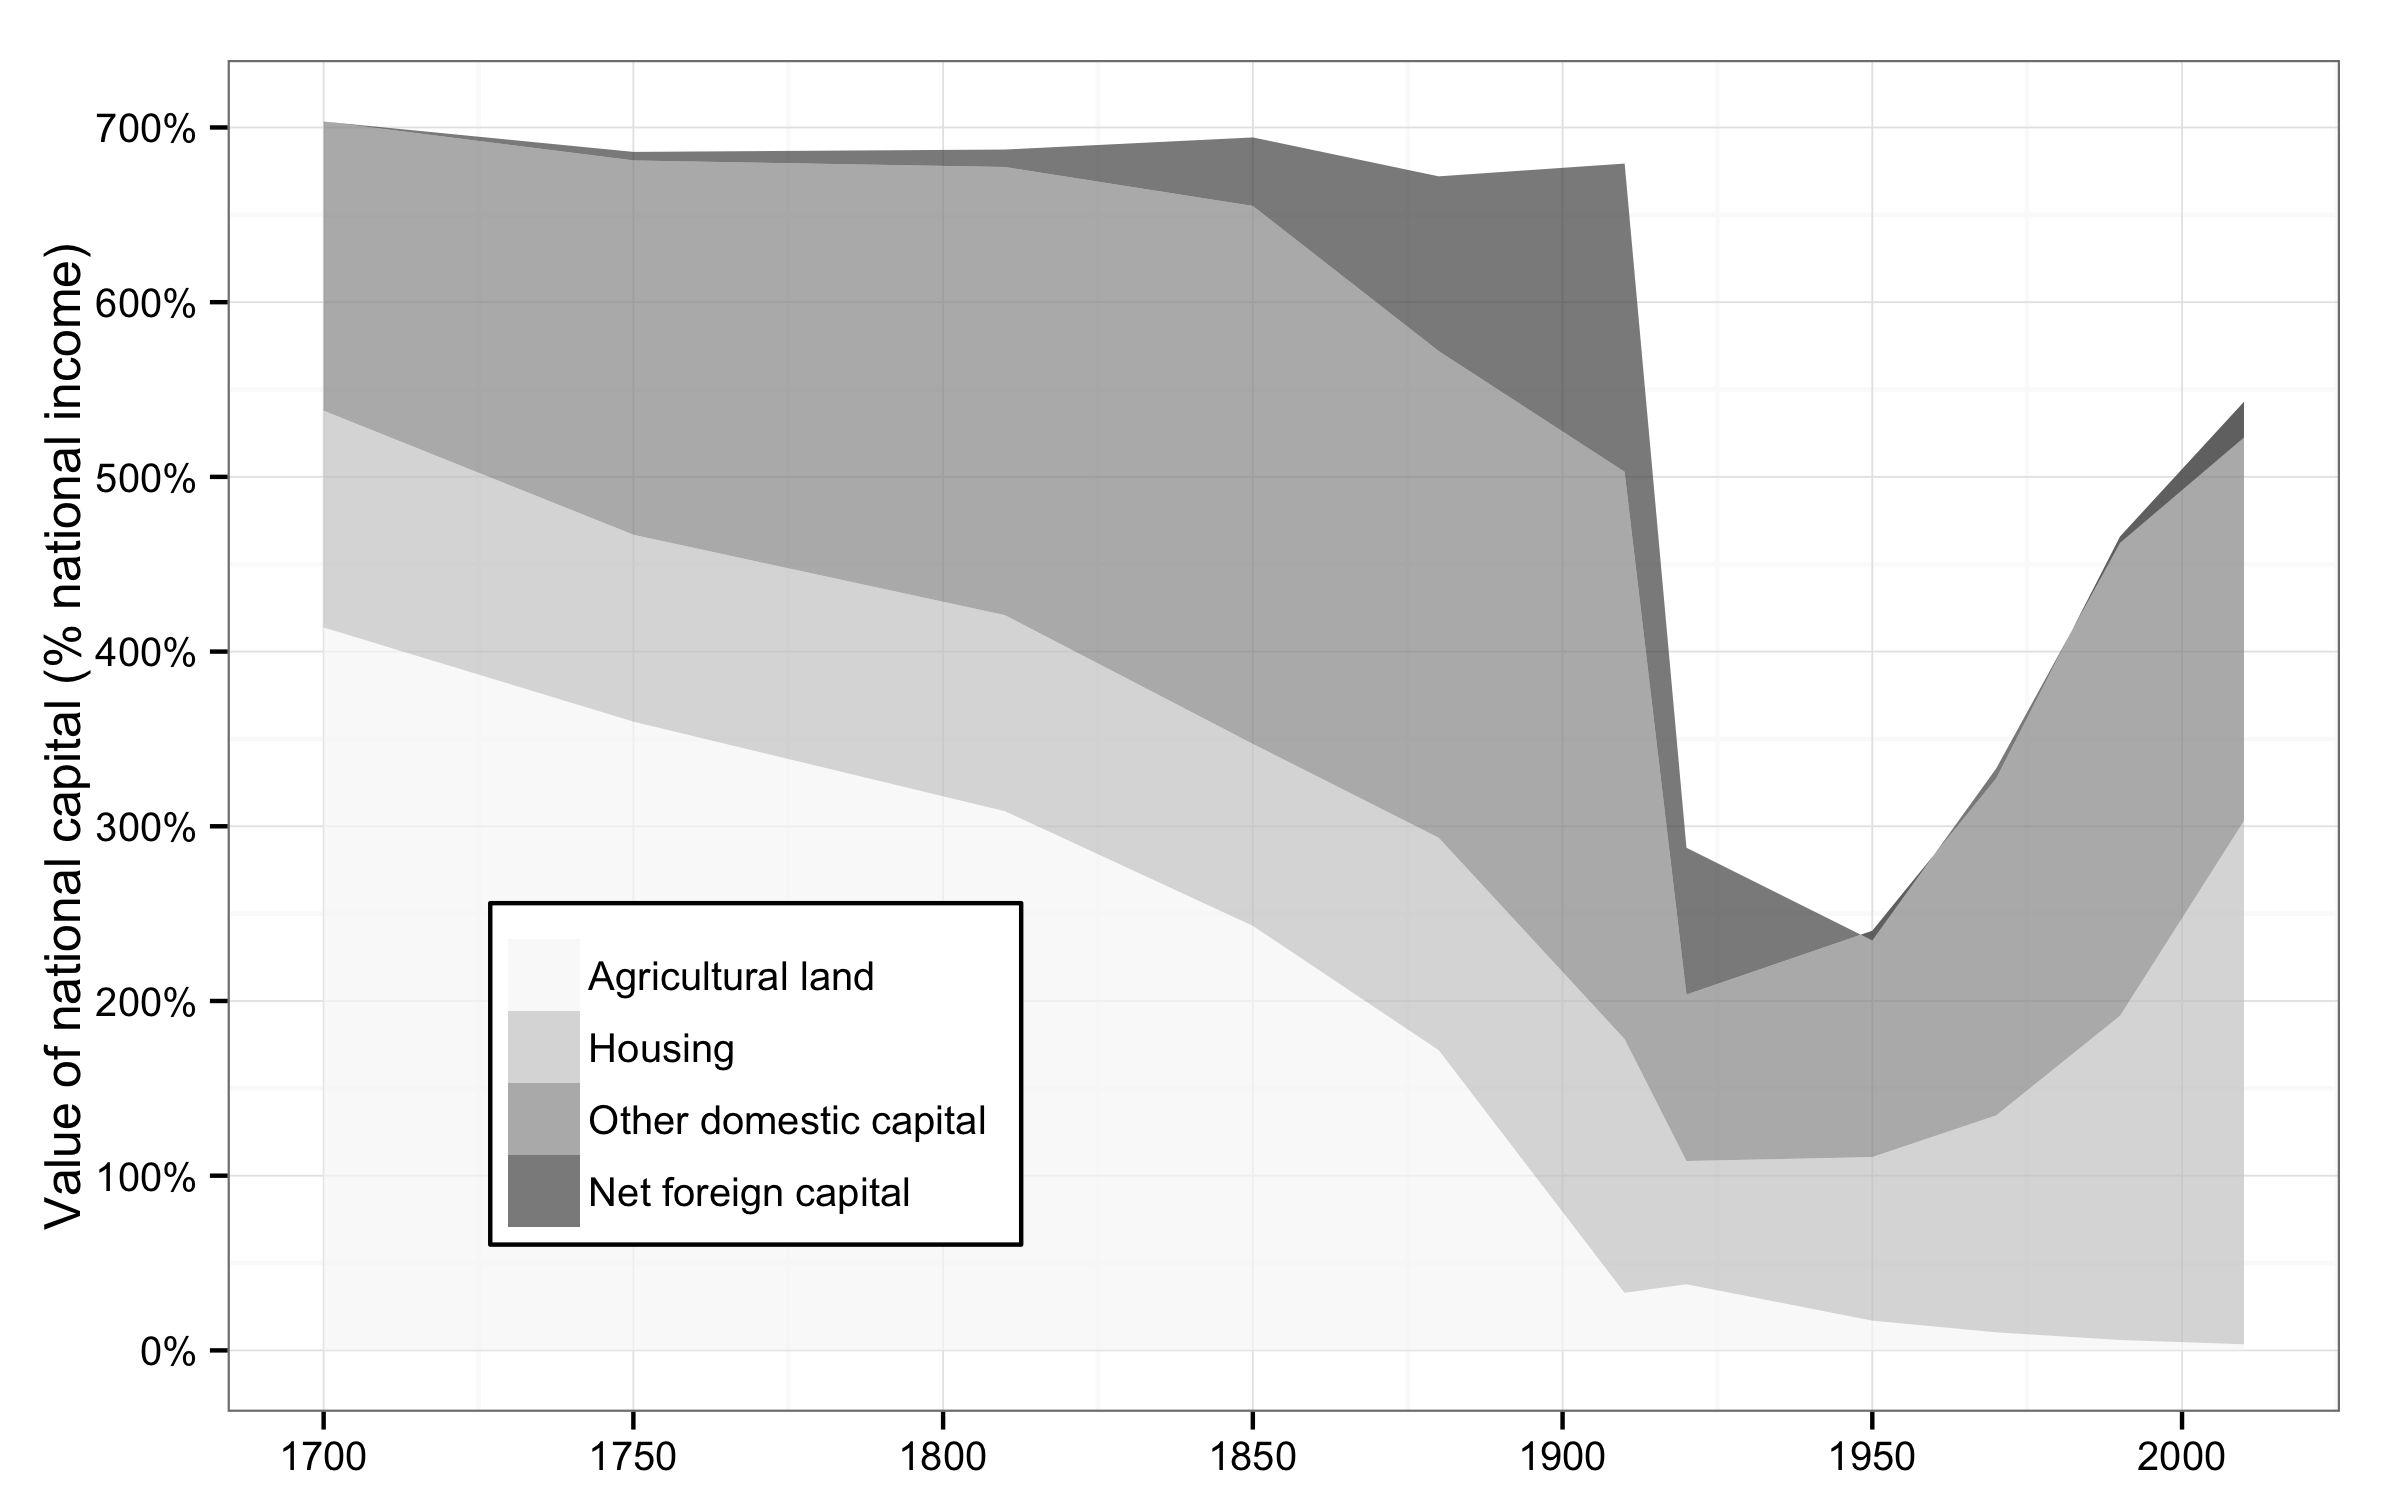 Value of national capital (% national income)
700%
600%
500%
400%
300%
200%
100%
0%
Agricultural land
Housing
Other domestic capital
Net foreign capital
1700 1750 1800 1850 1900 1950 2000